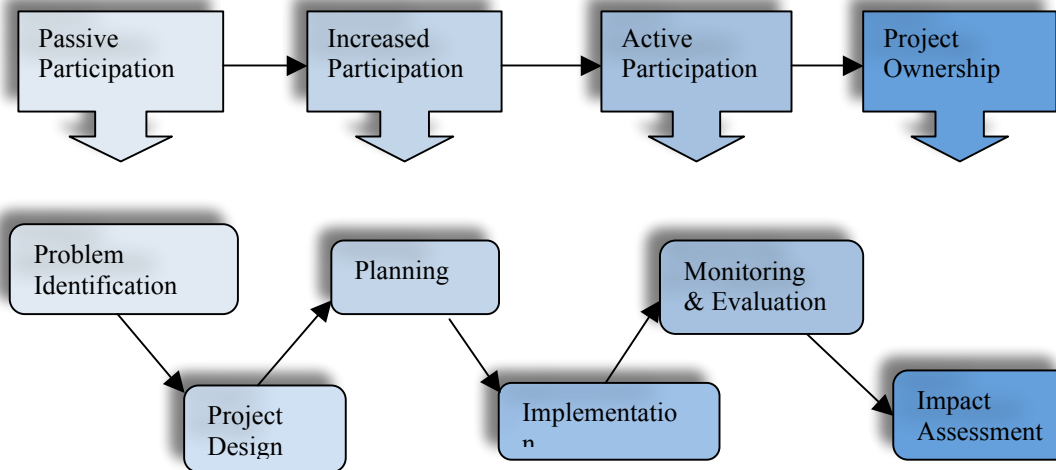 Passive
Participation
Increased
Participation
Active
Participation
Project
Ownership
Problem
Identification
Planning
Monitoring
& Evaluation
Project
Design
Implementatio
n
Impact
Assessment